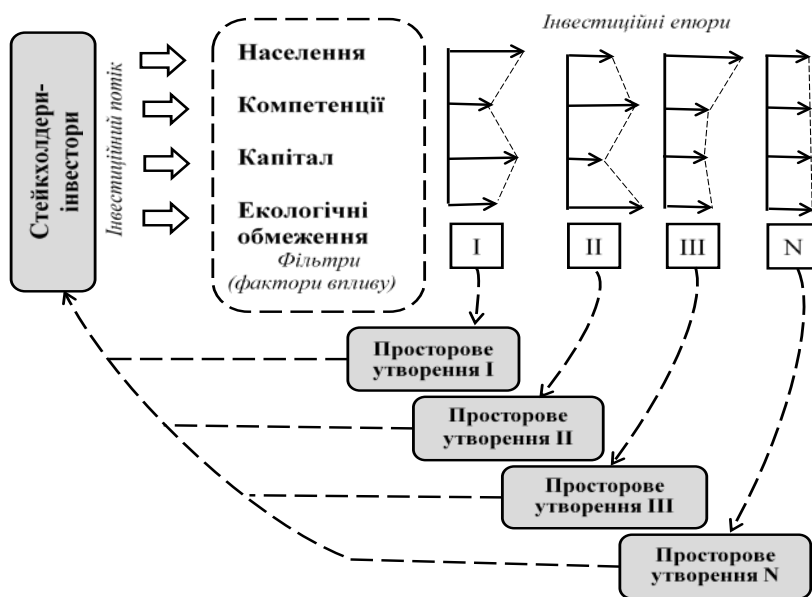 Інвестиційні епюри
Стейкхолдери-
інвестори
Інвестиційний потік
Населення
Компетенції
Капітал
Екологічні
обмеження
Фільтри
(фактори впливу)
I
II
III
N
Просторове
утворення I
Просторове
утворення II
Просторове
утворення III
Просторове
утворення N